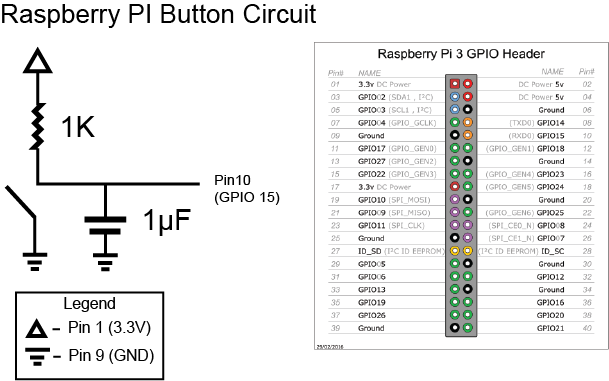 Raspberry PI Button Circuit
1K
Pin10
(GPIO 15)
1µF
Legend
- Pin 1 (3.3V)
- Pin 9 (GND)
Raspberry Pi 3 GPIO Header
Pin# NAME NAME Pin#
01 3.3v DC Power DC Power 5v 02
03 GPIO02 (SDA1 , I²C) DC Power 5v 04
05 GPIO03 (SCL1 , I²C) Ground 06
07 GPIO04 (GPIO_GCLK) (TXD0) GPIO14 08
09 Ground (RXD0) GPIO15 10
11 GPIO17 (GPIO_GEN0) (GPIO_GEN1) GPIO18 12
13 GPIO27 (GPIO_GEN2) Ground 14
15 GPIO22 (GPIO_GEN3) (GPIO_GEN4) GPIO23 16
17 3.3v DC Power (GPIO_GEN5) GPIO24 18
19 GPIO10 (SPI_MOSI) Ground 20
21 GPIO09 (SPI_MISO) (GPIO_GEN6) GPIO25 22
23 GPIO11 (SPI_CLK) (SPI_CE0_N) GPIO08 24
25 Ground (SPI_CE1_N) GPIO07 26
27 ID_SD (I²C ID EEPROM) (I²C ID EEPROM) ID_SC 28
29 GPIO05 Ground 30
31 GPIO06 GPIO12 32
33 GPIO13 Ground 34
35 GPIO19 GPIO16 36
37 GPIO26 GPIO20 38
39 Ground GPIO21 40
29/02/2016